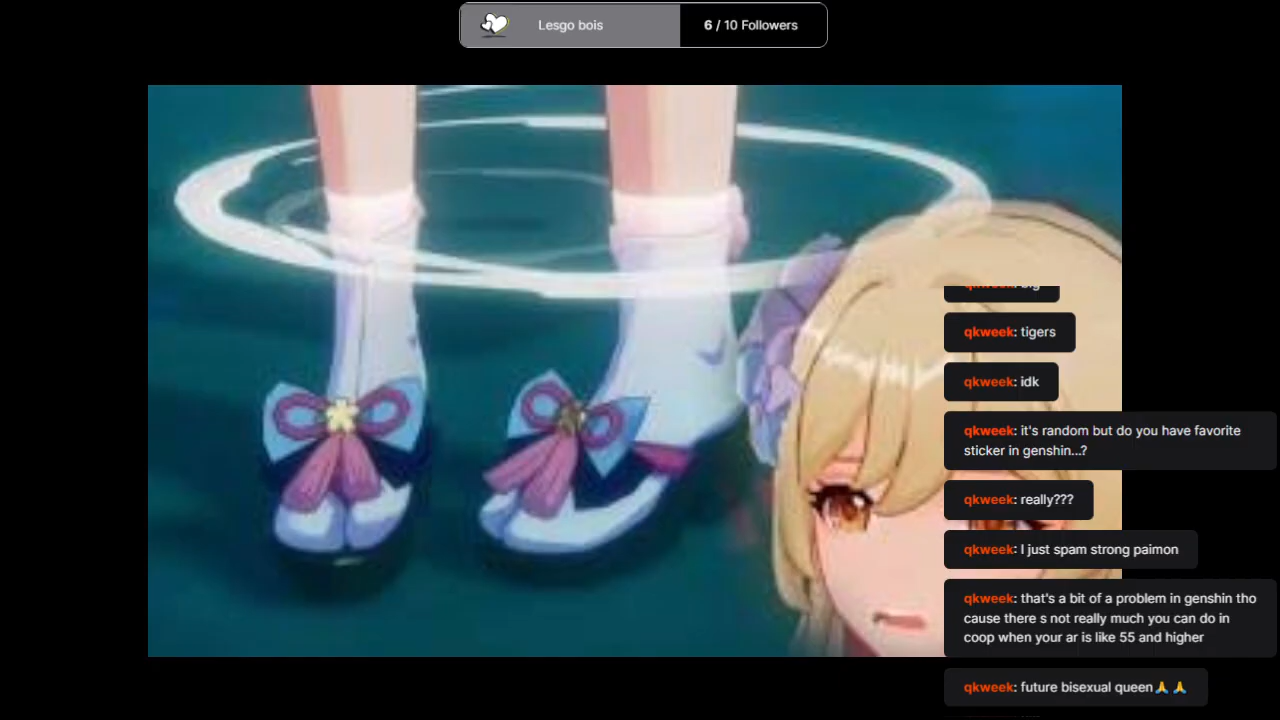 Lesgo bois
6 / 10 Followers
qkweek: big
qkweek: tigers
qkweek: idk
qkweek: it's random but do you have favorite
sticker in genshin...?
qkweek: really???
qkweek: I just spam strong paimon
qkweek: that's a bit of a problem in genshin tho
cause there s not really much you can do in
coop when your ar is like 55 and higher
qkweek: future bisexual queen🙏🙏